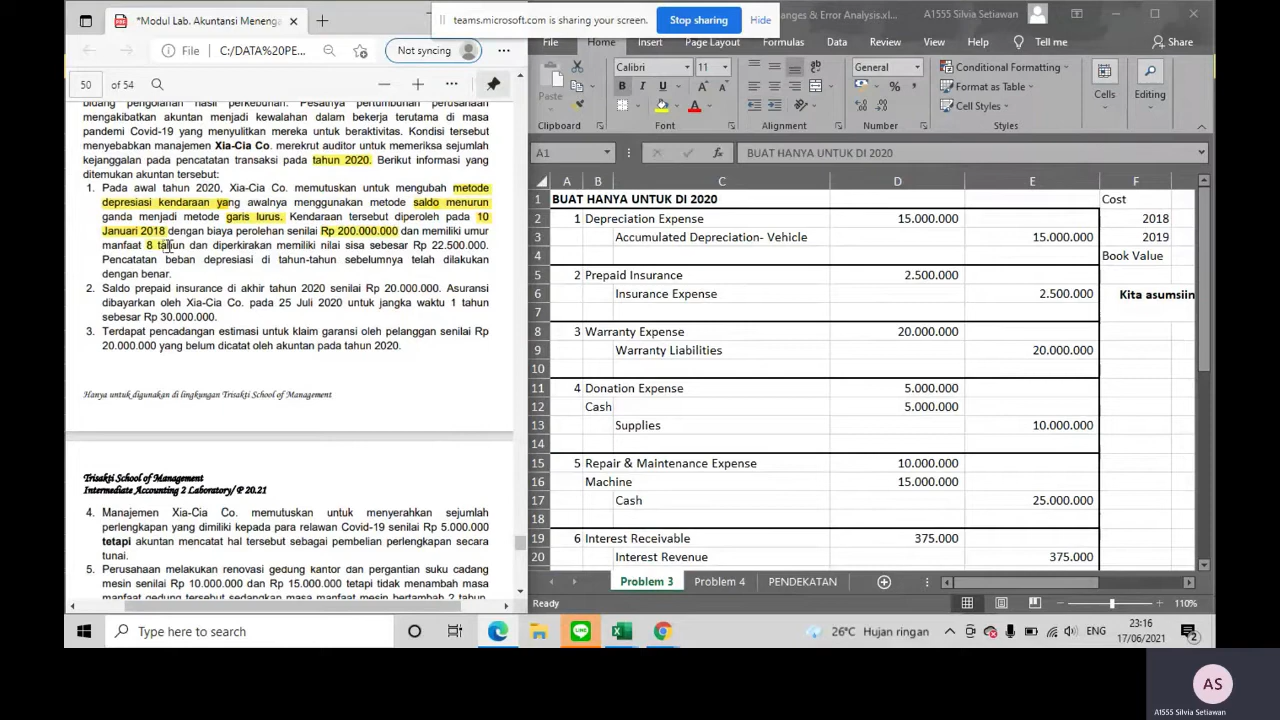 *Modul Lab. Akuntansi Menenga
teams.microsoft.com is sharing your screen.
Stop sharing
Hide
anges & Error Analysis.xl...
A1555 Silvia Setiawan
File
C:/DATA%20PE...
Not syncing
File
Home
Insert
Page Layout
Formulas
Data
Review
View
Help
Tell me
Share
50
of 54
Calibri
11
General
Conditional Formatting
Format as Table
Cell Styles
Paste
Cells
Editing
Clipboard
Font
Alignment
Number
Styles
A1
fx
BUAT HANYA UNTUK DI 2020
bidang pengolahan hasil perkebunan. Pesatnya pertumbuhan perusahaan
mengakibatkan akuntan menjadi kewalahan dalam bekerja terutama di masa
pandemi Covid-19 yang menyulitkan mereka untuk beraktivitas. Kondisi tersebut
menyebabkan manajemen Xia-Cia Co. merekrut auditor untuk memeriksa sejumlah
kejanggalan pada pencatatan transaksi pada tahun 2020. Berikut informasi yang
ditemukan akuntan tersebut:
1. Pada awal tahun 2020, Xia-Cia Co. memutuskan untuk mengubah metode
depresiasi kendaraan yang awalnya menggunakan metode saldo menurun
ganda menjadi metode garis lurus. Kendaraan tersebut diperoleh pada 10
Januari 2018 dengan biaya perolehan senilai Rp 200.000.000 dan memiliki umur
manfaat 8 tahun dan diperkirakan memiliki nilai sisa sebesar Rp 22.500.000.
Pencatatan beban depresiasi di tahun-tahun sebelumnya telah dilakukan
dengan benar.
2. Saldo prepaid insurance di akhir tahun 2020 senilai Rp 20.000.000. Asuransi
dibayarkan oleh Xia-Cia Co. pada 25 Juli 2020 untuk jangka waktu 1 tahun
sebesar Rp 30.000.000.
3. Terdapat pencadangan estimasi untuk klaim garansi oleh pelanggan senilai Rp
20.000.000 yang belum dicatat oleh akuntan pada tahun 2020.
Hanya untuk digunakan di lingkungan Trisakti School of Management
Trisakti School of Management
Intermediate Accounting 2 Laboratory/ P 20.21
4. Manajemen Xia-Cia Co. memutuskan untuk menyerahkan sejumlah
perlengkapan yang dimiliki kepada para relawan Covid-19 senilai Rp 5.000.000
tetapi akuntan mencatat hal tersebut sebagai pembelian perlengkapan secara
tunai.
5. Perusahaan melakukan renovasi gedung kantor dan pergantian suku cadang
mesin senilai Rp 10.000.000 dan Rp 15.000.000 tetapi tidak menambah masa
manfaat gedung tersebut sedangkan masa manfaat mesin bertambah 2 tahun.
A B C D E F
1 BUAT HANYA UNTUK DI 2020 Cost
2 1 Depreciation Expense 15.000.000 2018
3 Accumulated Depreciation- Vehicle 15.000.000 2019
4 Book Value
5 2 Prepaid Insurance 2.500.000
6 Insurance Expense 2.500.000 Kita asumsiin
7
8 3 Warranty Expense 20.000.000
9 Warranty Liabilities 20.000.000
10
11 4 Donation Expense 5.000.000
12 Cash 5.000.000
13 Supplies 10.000.000
14
15 5 Repair & Maintenance Expense 10.000.000
16 Machine 15.000.000
17 Cash 25.000.000
18
19 6 Interest Receivable 375.000
20 Interest Revenue 375.000
Problem 3
Problem 4
PENDEKATAN
Ready
110%
Type here to search
26°C Hujan ringan
ENG
23:16
17/06/2021
2
AS
A1555 Silvia Setiawan